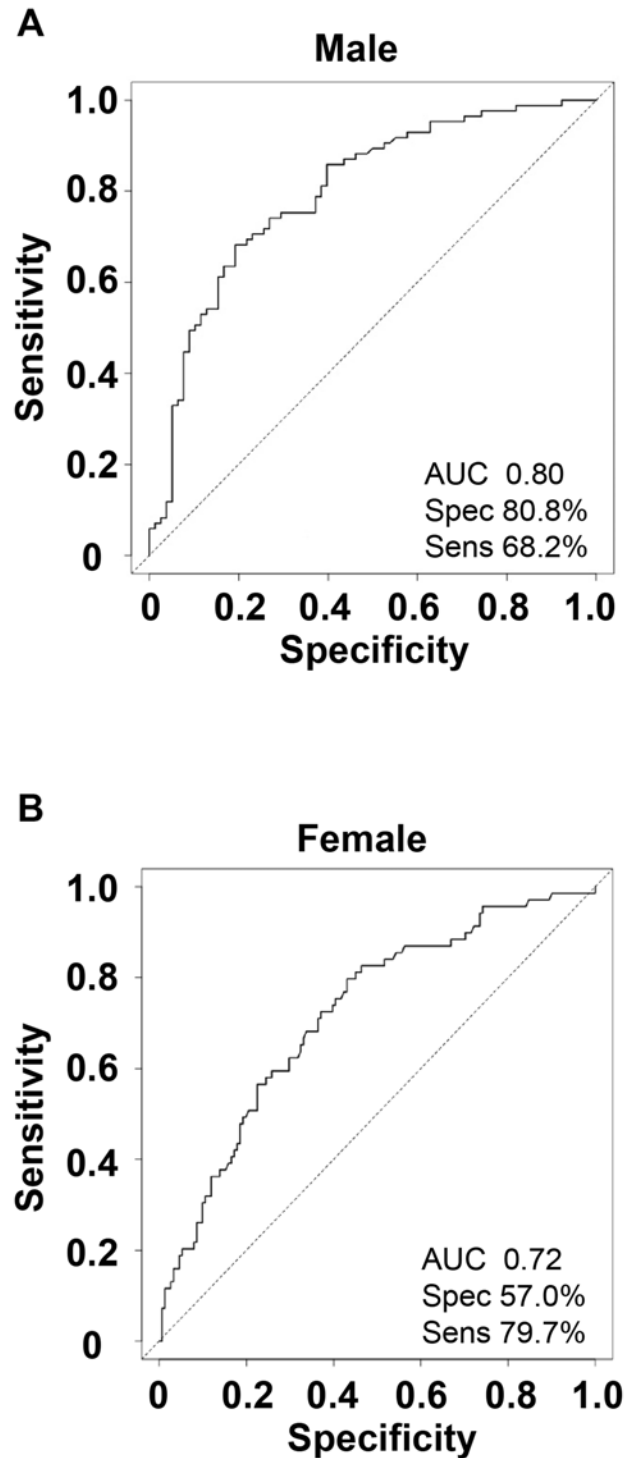 A
Male
1.0
0.8
0.6
0.4
0.2
0
Sensitivity
AUC 0.80
Spec 80.8%
Sens 68.2%
0 0.2 0.4 0.6 0.8 1.0
Specificity
B
Female
1.0
0.8
0.6
0.4
0.2
0
Sensitivity
AUC 0.72
Spec 57.0%
Sens 79.7%
0 0.2 0.4 0.6 0.8 1.0
Specificity